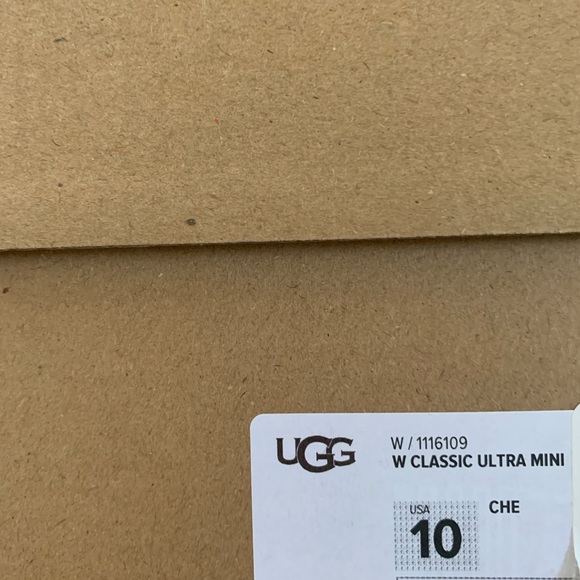 UGG
W / 1116109
W CLASSIC ULTRA MINI
USA
10
CHE